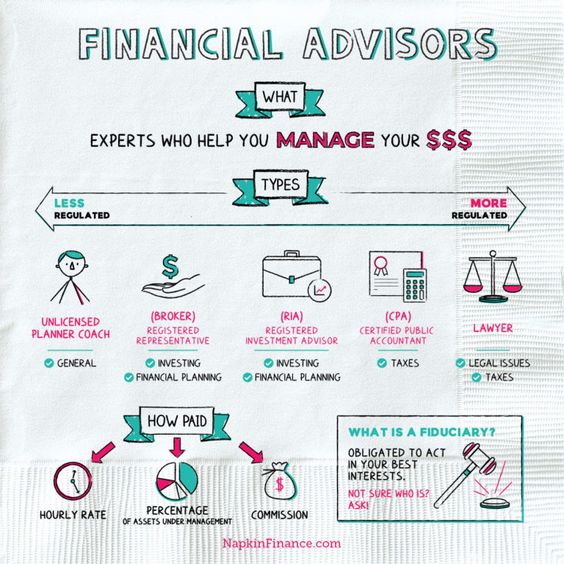 FINANCIAL ADVISORS
WHAT
EXPERTS WHO HELP YOU MANAGE YOUR $$$
TYPES
LESS
REGULATED
MORE
REGULATED
UNLICENSED
PLANNER COACH
GENERAL
(BROKER)
REGISTERED
REPRESENTATIVE
INVESTING
FINANCIAL PLANNING
(RIA)
REGISTERED
INVESTMENT ADVISOR
INVESTING
FINANCIAL PLANNING
(CPA)
CERTIFIED PUBLIC
ACCOUNTANT
TAXES
LAWYER
LEGAL ISSUES
TAXES
HOW PAID
HOURLY RATE
PERCENTAGE
OF ASSETS UNDER MANAGEMENT
$
COMMISSION
WHAT IS A FIDUCIARY?
OBLIGATED TO ACT
IN YOUR BEST
INTERESTS.
NOT SURE WHO IS?
ASK!
NapkinFinance.com